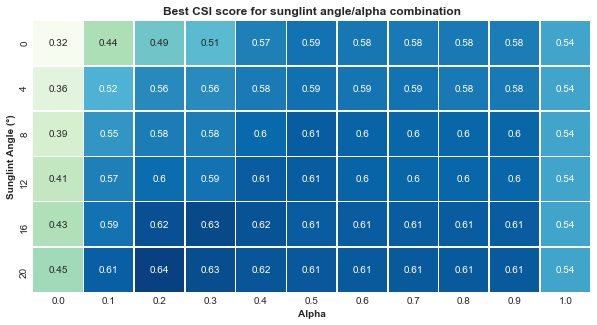 Best CSI score for sunglint angle/alpha combination
Sunglint Angle (°)
0 0.32 0.44 0.49 0.51 0.57 0.59 0.58 0.58 0.58 0.58 0.54
4 0.36 0.52 0.56 0.56 0.58 0.59 0.59 0.59 0.58 0.58 0.54
8 0.39 0.55 0.58 0.58 0.6 0.61 0.6 0.6 0.6 0.6 0.54
12 0.41 0.57 0.6 0.59 0.61 0.61 0.6 0.6 0.6 0.6 0.54
16 0.43 0.59 0.62 0.63 0.62 0.61 0.61 0.61 0.61 0.61 0.54
20 0.45 0.61 0.64 0.63 0.62 0.61 0.61 0.61 0.61 0.61 0.54
0.0 0.1 0.2 0.3 0.4 0.5 0.6 0.7 0.8 0.9 1.0
Alpha